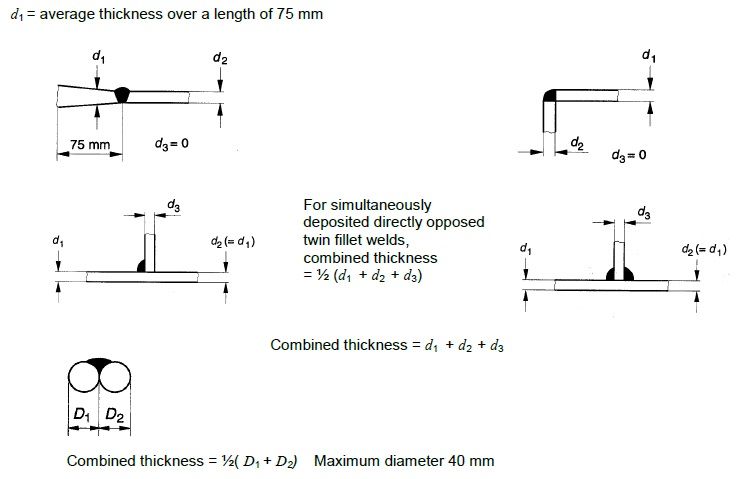 d1 = average thickness over a length of 75 mm
d1
d2
75 mm
d3 = 0
d1
d2
d3 = 0
d3
d1
d2 (= d1)
For simultaneously
deposited directly opposed
twin fillet welds,
combined thickness
= ½ (d1 + d2 + d3)
d3
d1
d2 (= d1)
Combined thickness = d1 + d2 + d3
D1 D2
Combined thickness = ½( D1 + D2) Maximum diameter 40 mm